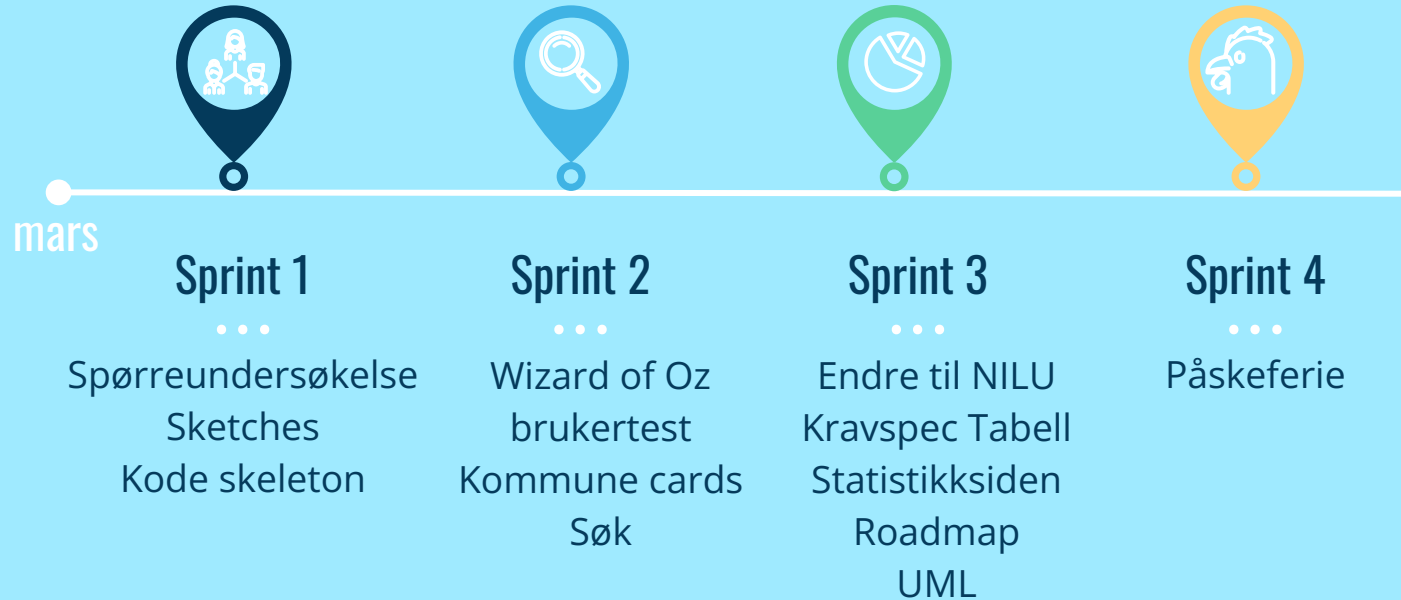 mars
Sprint 1
Spørreundersøkelse
Sketches
Kode skeleton
Sprint 2
Wizard of Oz
brukertest
Kommune cards
Søk
Sprint 3
Endre til NILU
Kravspec Tabell
Statistikksiden
Roadmap
UML
Sprint 4
Påskeferie